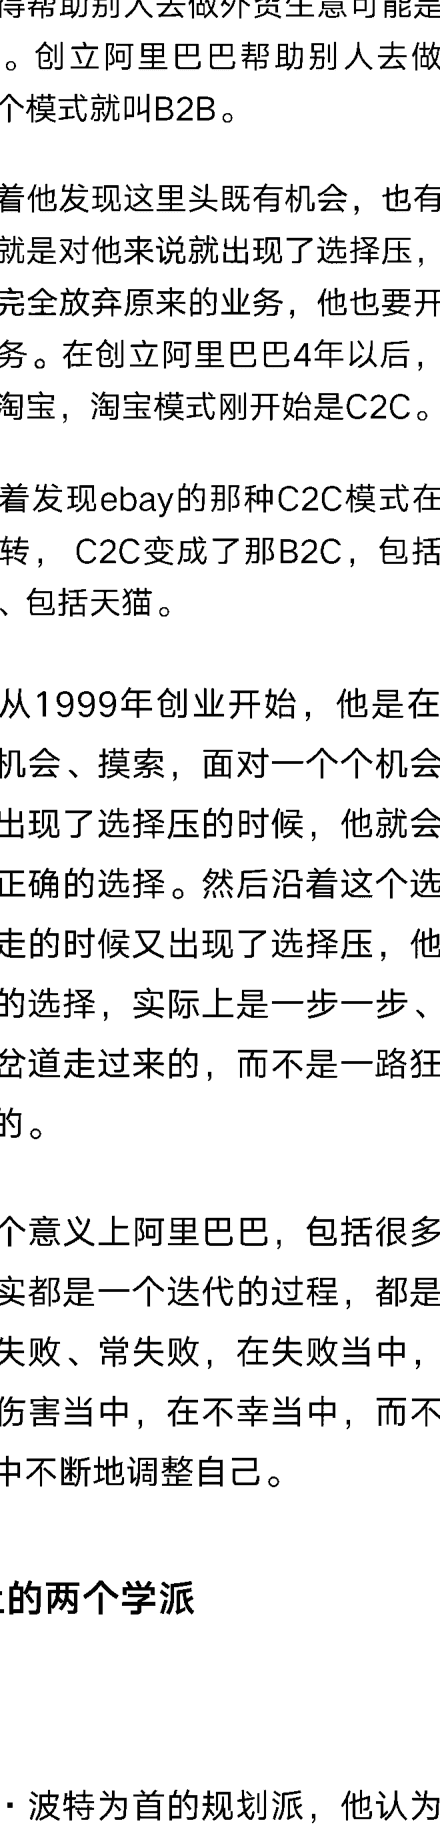 得帮助别人去做外贸生意可能是
。创立阿里巴巴帮助别人去做
个模式就叫B2B。
着他发现这里头既有机会，也有
就是对他来说就出现了选择压，
完全放弃原来的业务，他也要开
务。在创立阿里巴巴4年以后，
淘宝，淘宝模式刚开始是C2C。
着发现ebay的那种C2C模式在
转， C2C变成了那B2C，包括
、包括天猫。
从1999年创业开始，他是在
机会、摸索，面对一个个机会
出现了选择压的时候，他就会
正确的选择。然后沿着这个选
走的时候又出现了选择压，他
的选择，实际上是一步一步、
岔道走过来的，而不是一路狂
的。
个意义上阿里巴巴，包括很多
实都是一个迭代的过程，都是
失败、常失败，在失败当中，
伤害当中，在不幸当中，而不
中不断地调整自己。
的两个学派
·波特为首的规划派，他认为